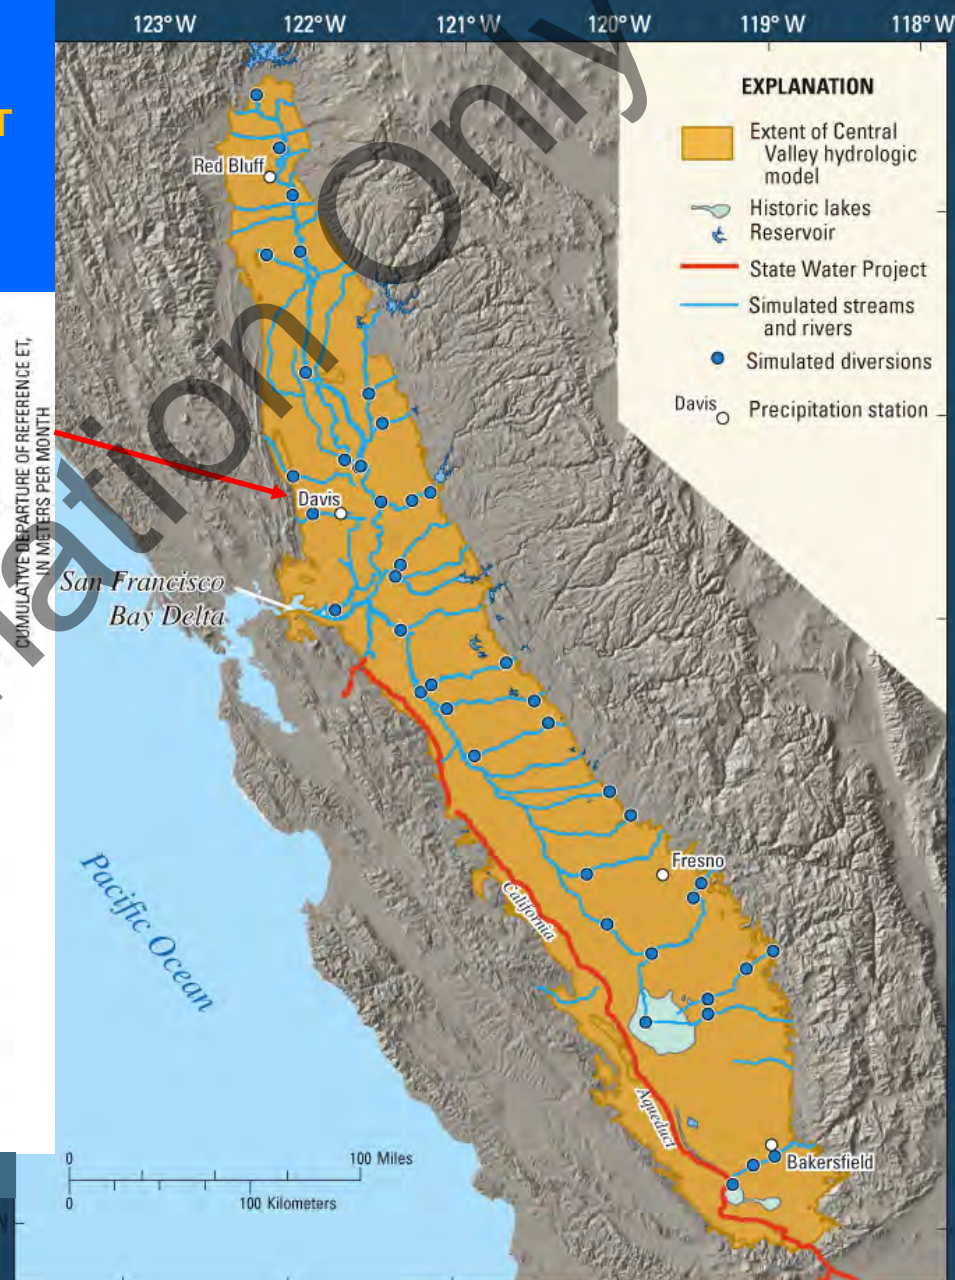 123° W 122° W 121° W 120° W 119° W 118° W
T
EXPLANATION
Extent of Central
Valley hydrologic
model
Historic lakes
Reservoir
State Water Project
Simulated streams
and rivers
Simulated diversions
Davis
Precipitation station
Red Bluff
CUMULATIVE DEPARTURE OF REFERENCE ET,
IN METERS PER MONTH
Davis
San Francisco
Bay Delta
Pacific Ocean
Fresno
California
Aqueduct
Bakersfield
0 100 Miles
0 100 Kilometers
N
mation Only